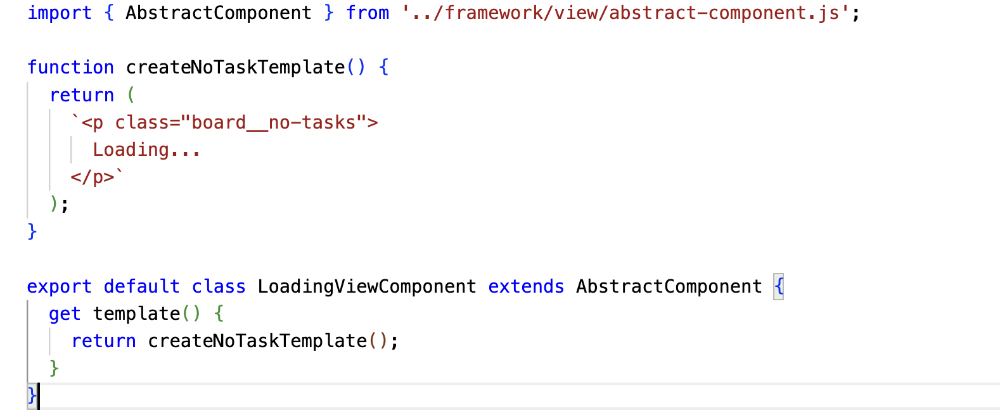 import { AbstractComponent } from '../framework/view/abstract-component.js';
function createNoTaskTemplate() {
return (
`<p class="board__no-tasks">
Loading...
</p>`
);
}
export default class LoadingViewComponent extends AbstractComponent {
get template() {
return createNoTaskTemplate();
}
}